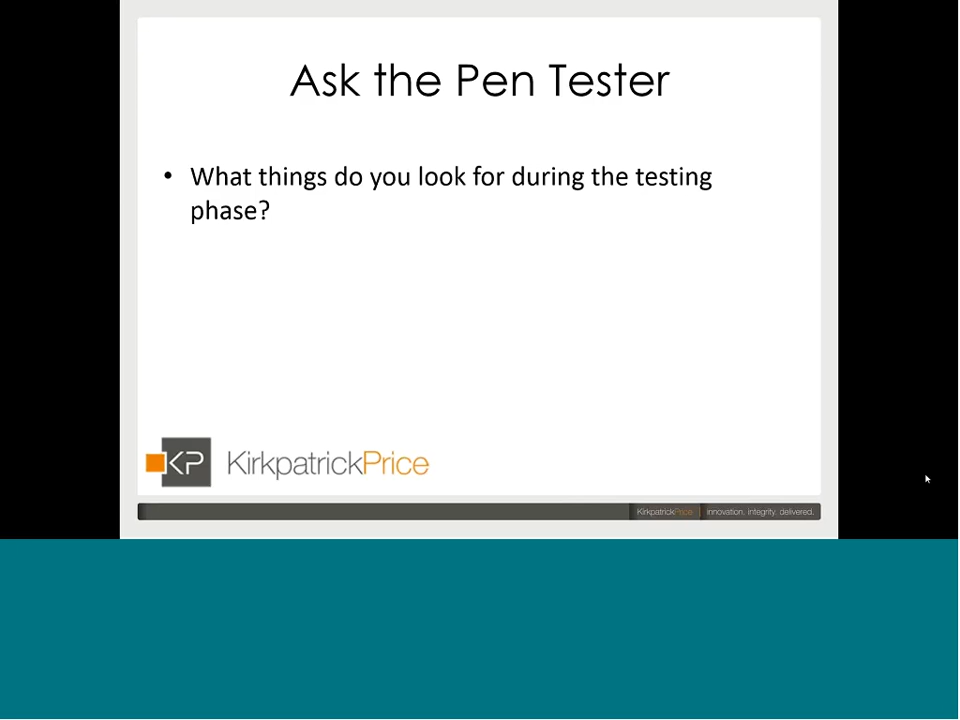 Ask the Pen Tester
• What things do you look for during the testing
phase?
KP KirkpatrickPrice
KirkpatrickPrice | innovation. integrity. delivered.